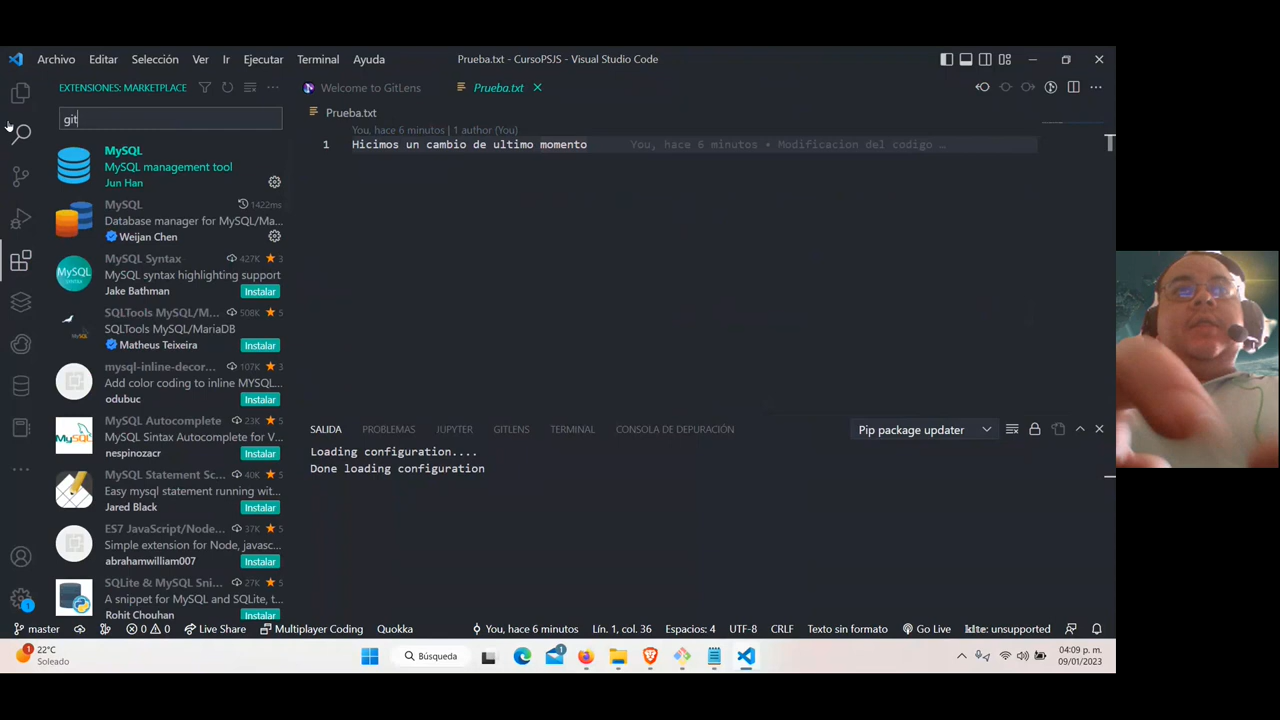 Archivo Editar Selección Ver Ir Ejecutar Terminal Ayuda
Prueba.txt - CursoPSJS - Visual Studio Code
EXTENSIONES: MARKETPLACE
git
MySQL
MySQL management tool
Jun Han
MySQL 1422ms
Database manager for MySQL/Ma...
Weijan Chen
MySQL Syntax 427K 3
MySQL syntax highlighting support
Jake Bathman Instalar
SQLTools MySQL/M... 508K 5
SQLTools MySQL/MariaDB
Matheus Teixeira Instalar
mysql-inline-decor... 107K 3
Add color coding to inline MYSQL...
odubuc Instalar
MySQL Autocomplete 23K 5
MySQL Sintax Autocomplete for V...
nespinozacr Instalar
MySQL Statement Sc... 40K 5
Easy mysql statement running wit...
Jared Black Instalar
ES7 JavaScript/Node... 37K 5
Simple extension for Node, javasc...
abrahamwilliam007 Instalar
SQLite & MySQL Sni... 27K 5
A snippet for MySQL and SQLite, t...
Rohit Chouhan Instalar
Welcome to GitLens
Prueba.txt
Prueba.txt
You, hace 6 minutos | 1 author (You)
1 Hicimos un cambio de ultimo momento You, hace 6 minutos • Modificacion del codigo …
SALIDA PROBLEMAS JUPYTER GITLENS TERMINAL CONSOLA DE DEPURACIÓN
Pip package updater
Loading configuration....
Done loading configuration
1
master 0 0 Live Share Multiplayer Coding Quokka You, hace 6 minutos Lín. 1, col. 36 Espacios: 4 UTF-8 CRLF Texto sin formato Go Live kite: unsupported
1
22°C
Soleado
Búsqueda
1
04:09 p. m.
09/01/2023